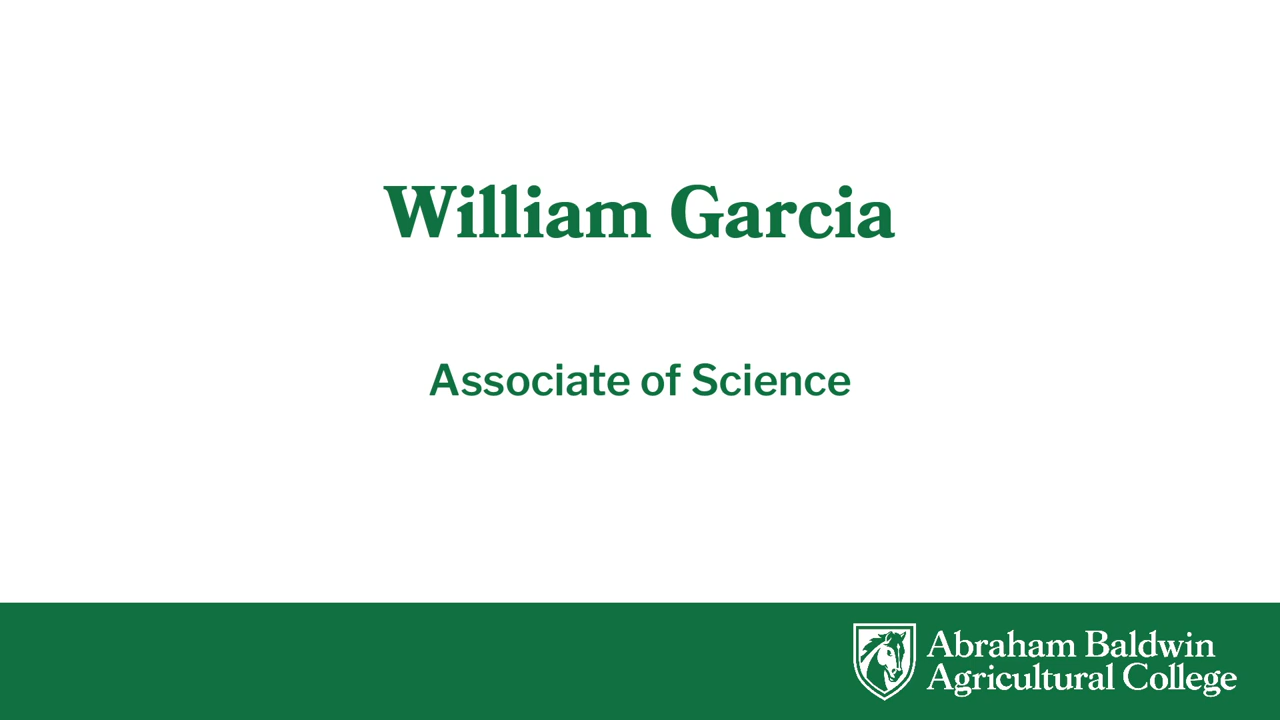 William Garcia
Associate of Science
Abraham Baldwin
Agricultural College